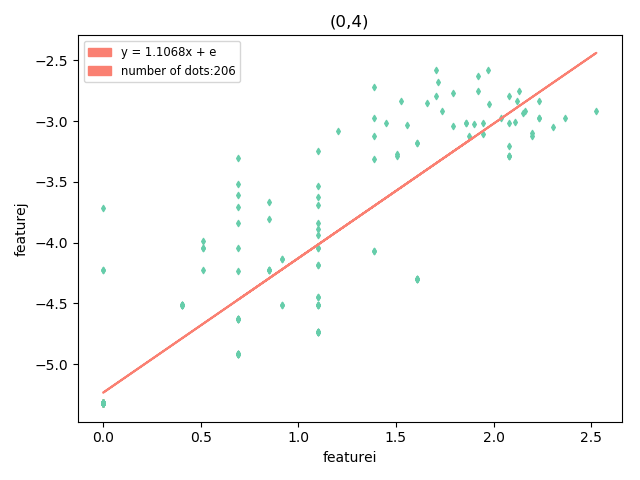 (0,4)
y = 1.1068x + e
number of dots:206
−2.5
−3.0
−3.5
−4.0
−4.5
−5.0
featurej
0.0 0.5 1.0 1.5 2.0 2.5
featurei